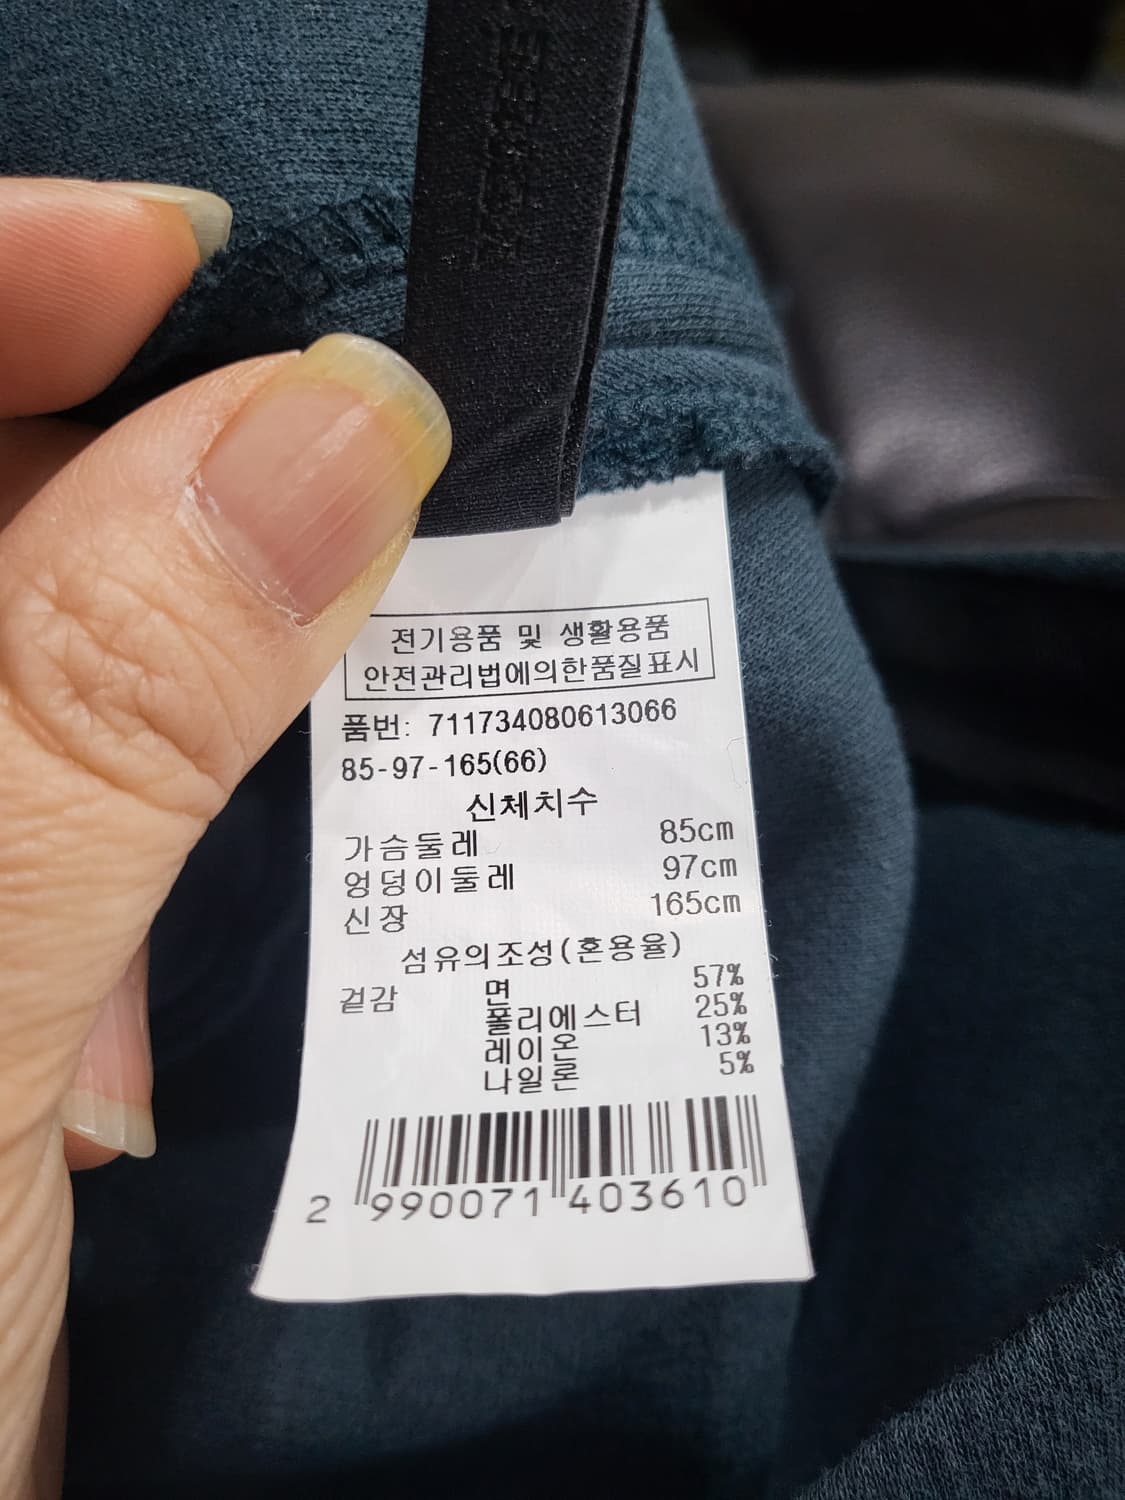 전기용품 및 생활용품
안전관리법에의한품질표시
품번: 711734080613066
85-97-165(66)
신체치수
가슴둘레 85cm
엉덩이둘레 97cm
신장 165cm
섬유의조성(혼용율)
겉감 면 57%
폴리에스터 25%
레이온 13%
나일론 5%
2 990071 403610